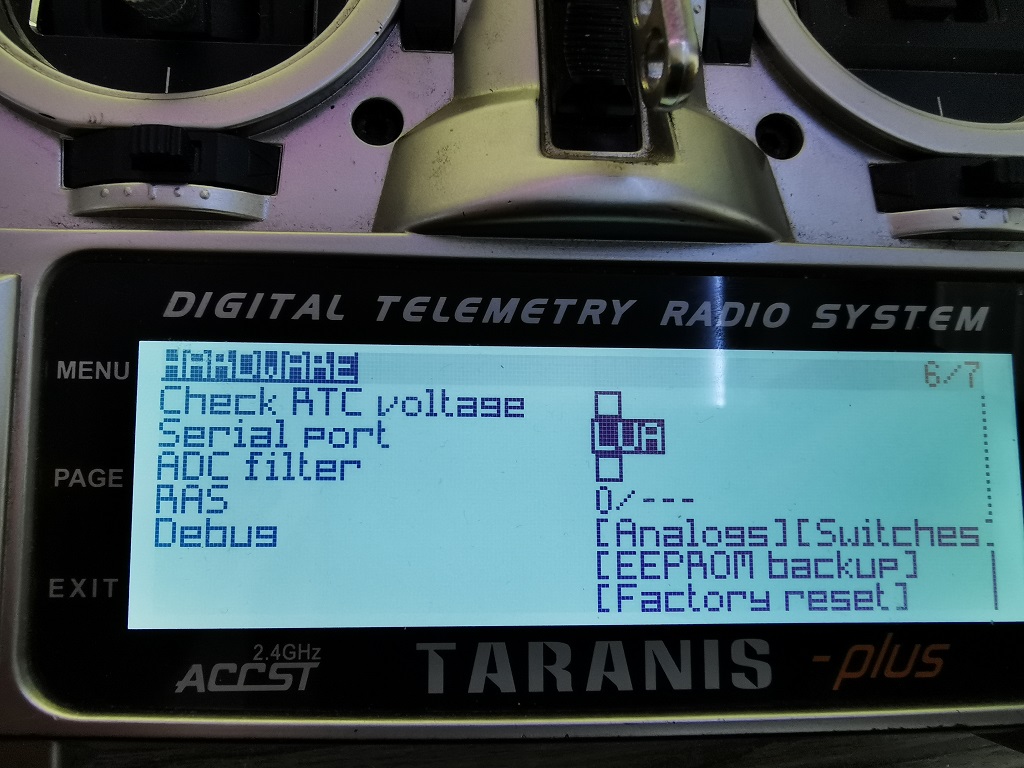 DIGITAL TELEMETRY RADIO SYSTEM
MENU
PAGE
EXIT
HARDWARE 6/7
Check RTC voltage
Serial port LUA
ADC filter
RAS 0/---
Debug [Analogs][Switches
[EEPROM backup]
[Factory reset]
2.4GHz
ACCST
TARANIS -plus